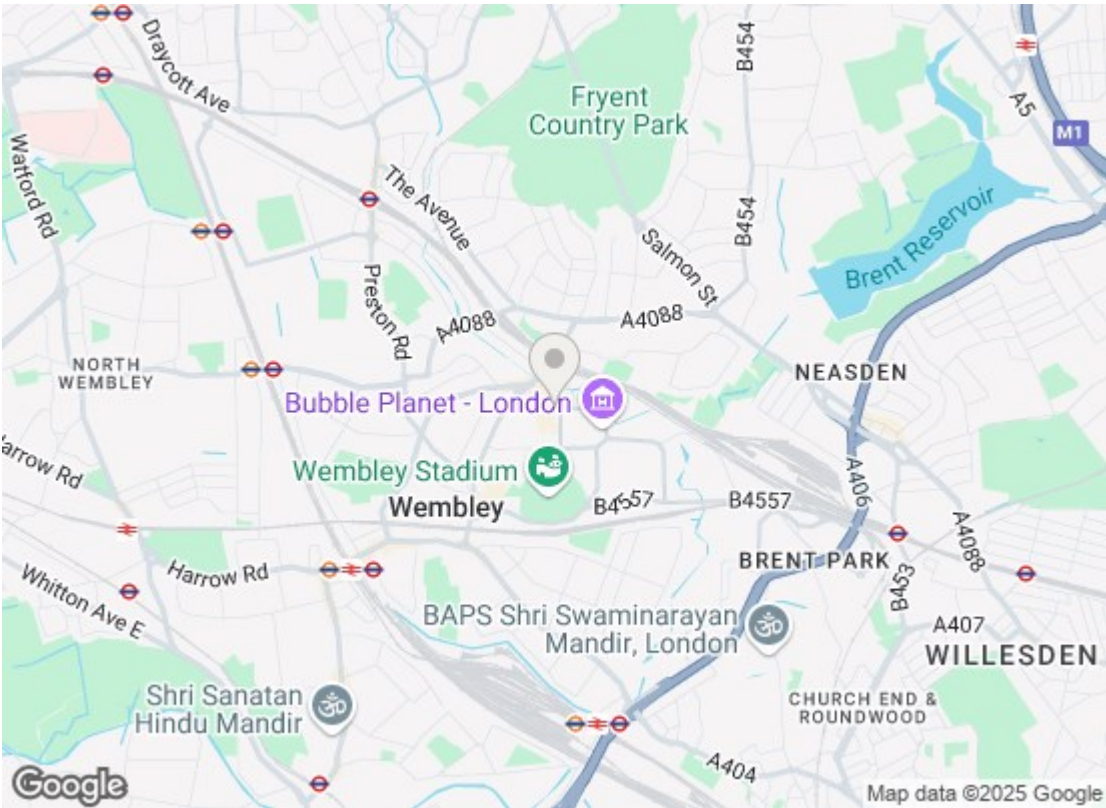 Draycott Ave
B454
Fryent
Country Park
A5
M1
Watford Rd
The Avenue
Salmon St
B454
Brent Reservoir
Preston Rd
A4088
A4088
NORTH
WEMBLEY
NEASDEN
Bubble Planet - London
Harrow Rd
Wembley Stadium
Wembley
B4557
B4557
A406
A4088
Harrow Rd
Whitton Ave E
BRENT PARK
B453
BAPS Shri Swaminarayan
Mandir, London
A407
WILLESDEN
Shri Sanatan
Hindu Mandir
CHURCH END &
ROUNDWOOD
A404
Google
Map data ©2025 Google